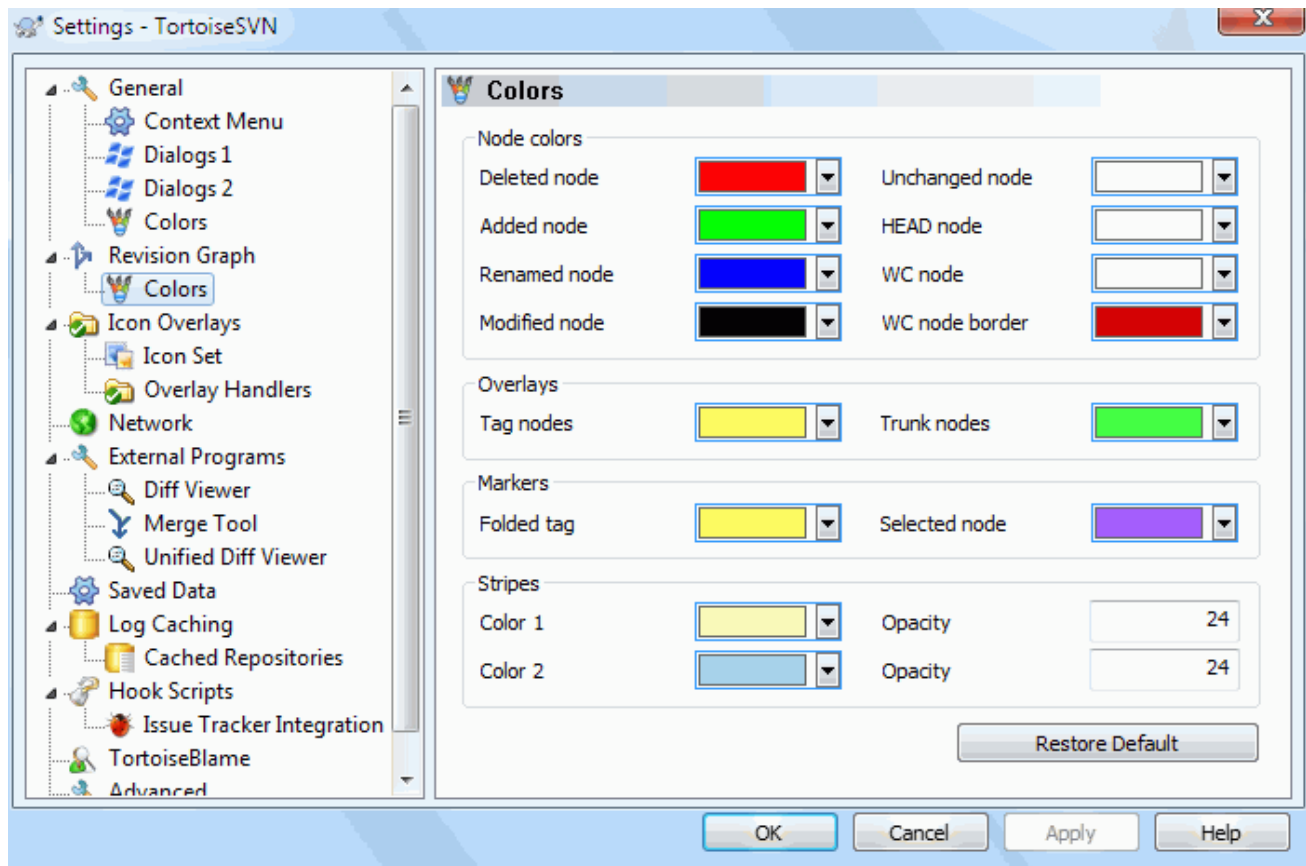 Settings - TortoiseSVN
General
Context Menu
Dialogs 1
Dialogs 2
Colors
Revision Graph
Colors
Icon Overlays
Icon Set
Overlay Handlers
Network
External Programs
Diff Viewer
Merge Tool
Unified Diff Viewer
Saved Data
Log Caching
Cached Repositories
Hook Scripts
Issue Tracker Integration
TortoiseBlame
Advanced
Colors
Node colors
Deleted node
Unchanged node
Added node
HEAD node
Renamed node
WC node
Modified node
WC node border
Overlays
Tag nodes
Trunk nodes
Markers
Folded tag
Selected node
Stripes
Color 1
Opacity
24
Color 2
Opacity
24
Restore Default
OK
Cancel
Apply
Help